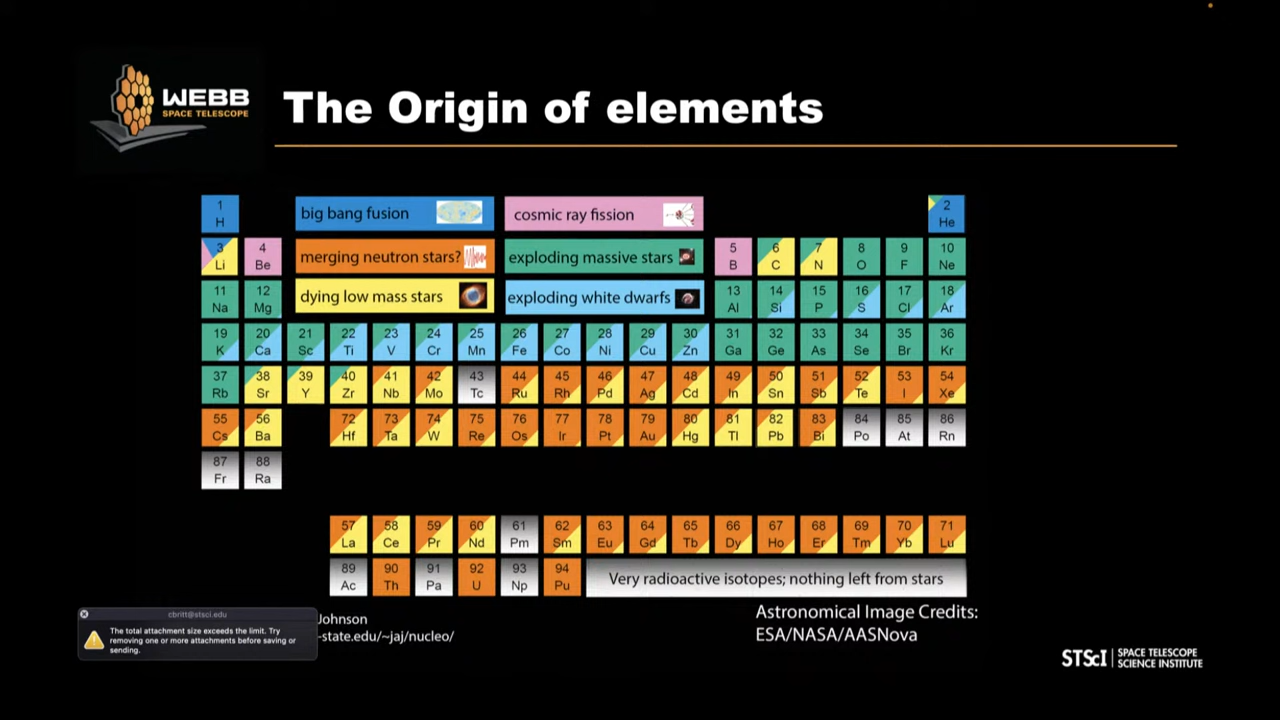 WEBB
SPACE TELESCOPE
The Origin of elements
1 H
big bang fusion
cosmic ray fission
2 He
3 Li
4 Be
merging neutron stars?
exploding massive stars
5 B
6 C
7 N
8 O
9 F
10 Ne
11 Na
12 Mg
dying low mass stars
exploding white dwarfs
13 Al
14 Si
15 P
16 S
17 Cl
18 Ar
19 K
20 Ca
21 Sc
22 Ti
23 V
24 Cr
25 Mn
26 Fe
27 Co
28 Ni
29 Cu
30 Zn
31 Ga
32 Ge
33 As
34 Se
35 Br
36 Kr
37 Rb
38 Sr
39 Y
40 Zr
41 Nb
42 Mo
43 Tc
44 Ru
45 Rh
46 Pd
47 Ag
48 Cd
49 In
50 Sn
51 Sb
52 Te
53 I
54 Xe
55 Cs
56 Ba
72 Hf
73 Ta
74 W
75 Re
76 Os
77 Ir
78 Pt
79 Au
80 Hg
81 Tl
82 Pb
83 Bi
84 Po
85 At
86 Rn
87 Fr
88 Ra
57 La
58 Ce
59 Pr
60 Nd
61 Pm
62 Sm
63 Eu
64 Gd
65 Tb
66 Dy
67 Ho
68 Er
69 Tm
70 Yb
71 Lu
89 Ac
90 Th
91 Pa
92 U
93 Np
94 Pu
Very radioactive isotopes; nothing left from stars
cbritt@stsci.edu
The total attachment size exceeds the limit. Try
removing one or more attachments before saving or
sending.
Johnson
-state.edu/~jaj/nucleo/
Astronomical Image Credits:
ESA/NASA/AASNova
STScI
SPACE TELESCOPE
SCIENCE INSTITUTE